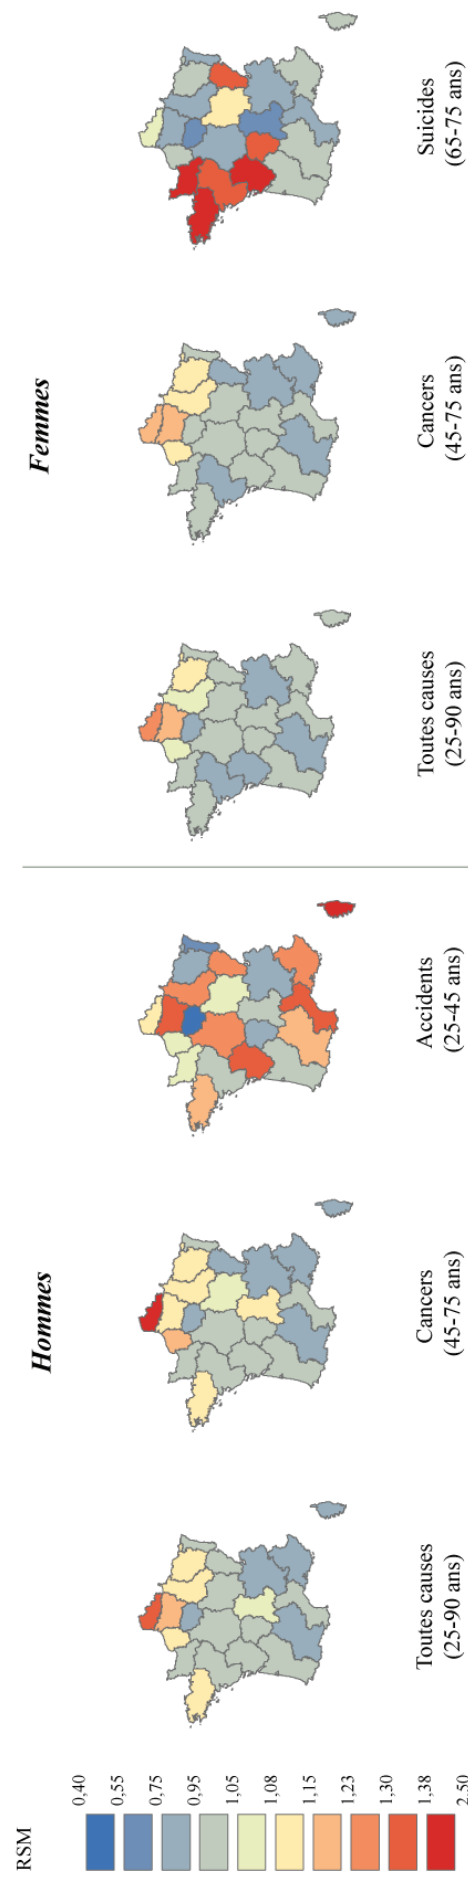 Hommes
Femmes
RSM
0,40
0,55
0,75
0,95
1,05
1,08
1,15
1,23
1,30
1,38
2,50
Toutes causes
(25-90 ans)
Cancers
(45-75 ans)
Accidents
(25-45 ans)
Toutes causes
(25-90 ans)
Cancers
(45-75 ans)
Suicides
(65-75 ans)